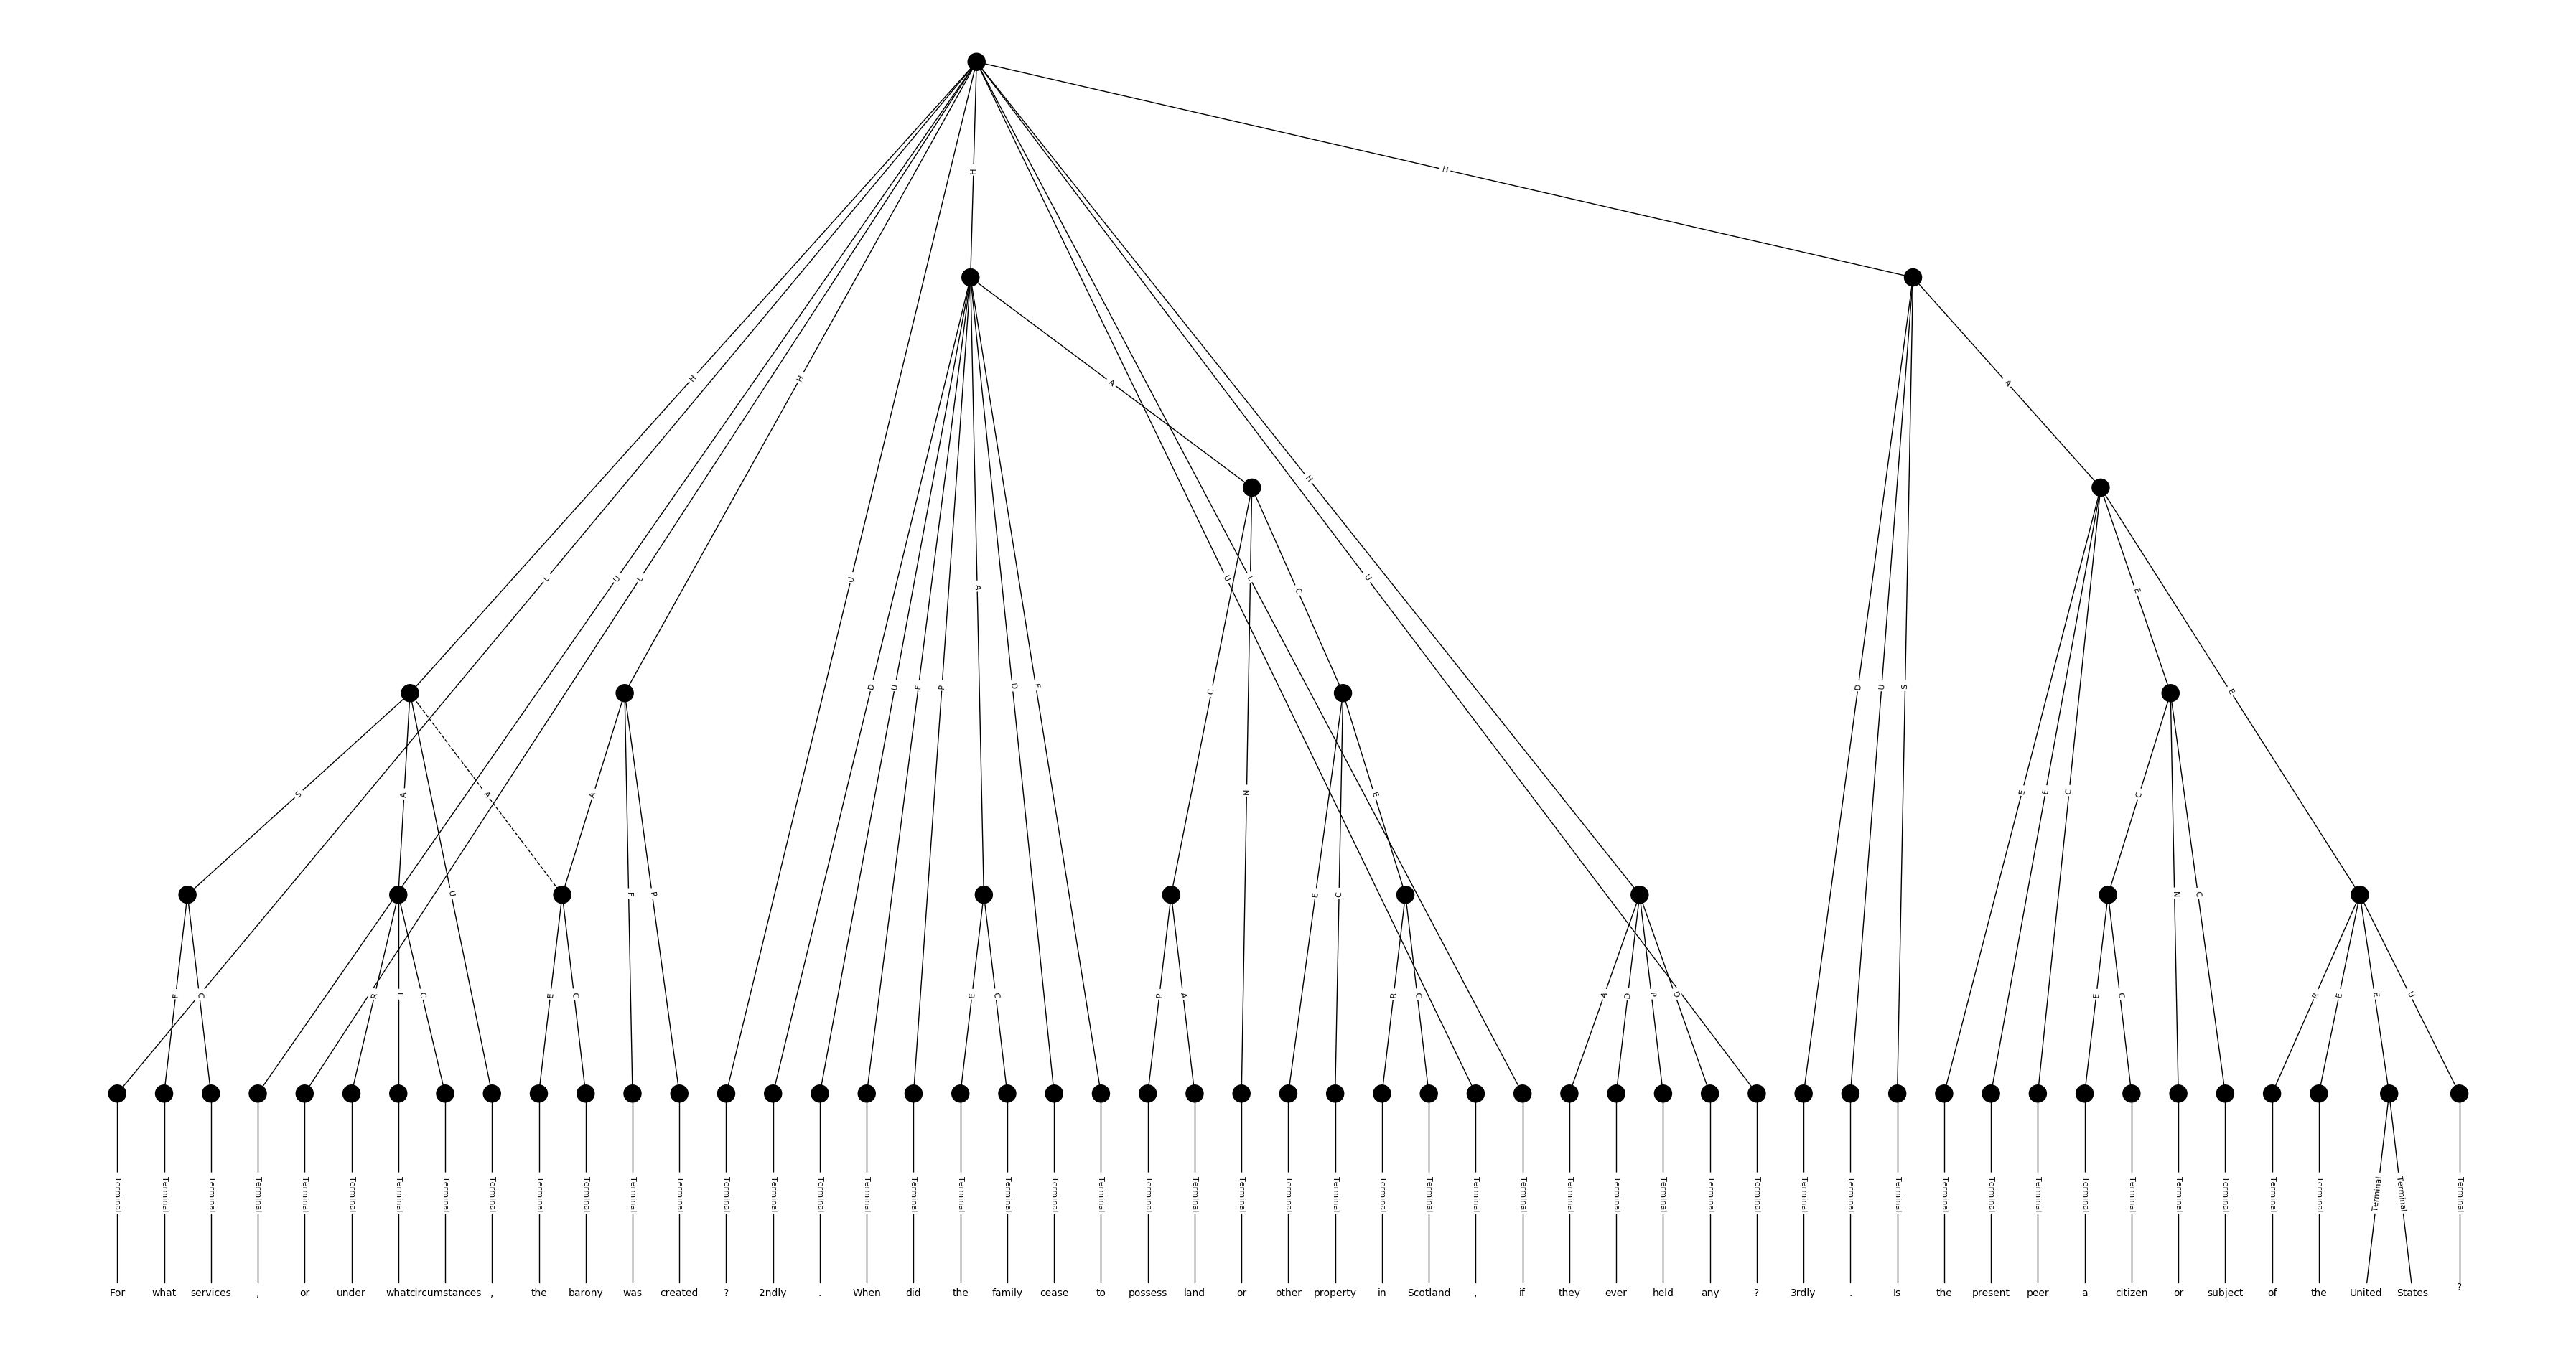 H
H
H H
A A
L U L U U L H U
C E
H C N D U F P A D F D U S E C E
S A A A U F P E C E E E C C N C
F C R E C E C E C P A R C A D P D E C R E E U
Terminal Terminal Terminal Terminal Terminal Terminal Terminal Terminal Terminal Terminal Terminal Terminal Terminal Terminal Terminal Terminal Terminal Terminal Terminal Terminal Terminal Terminal Terminal Terminal Terminal Terminal Terminal Terminal Terminal Terminal Terminal Terminal Terminal Terminal Terminal Terminal Terminal Terminal Terminal Terminal Terminal Terminal Terminal Terminal Terminal Terminal Terminal Terminal Terminal Terminal Terminal
For what services , or under what circumstances , the barony was created ? 2ndly . When did the family cease to possess land or other property in Scotland , if they ever held any ? 3rdly . Is the present peer a citizen or subject of the United States ?